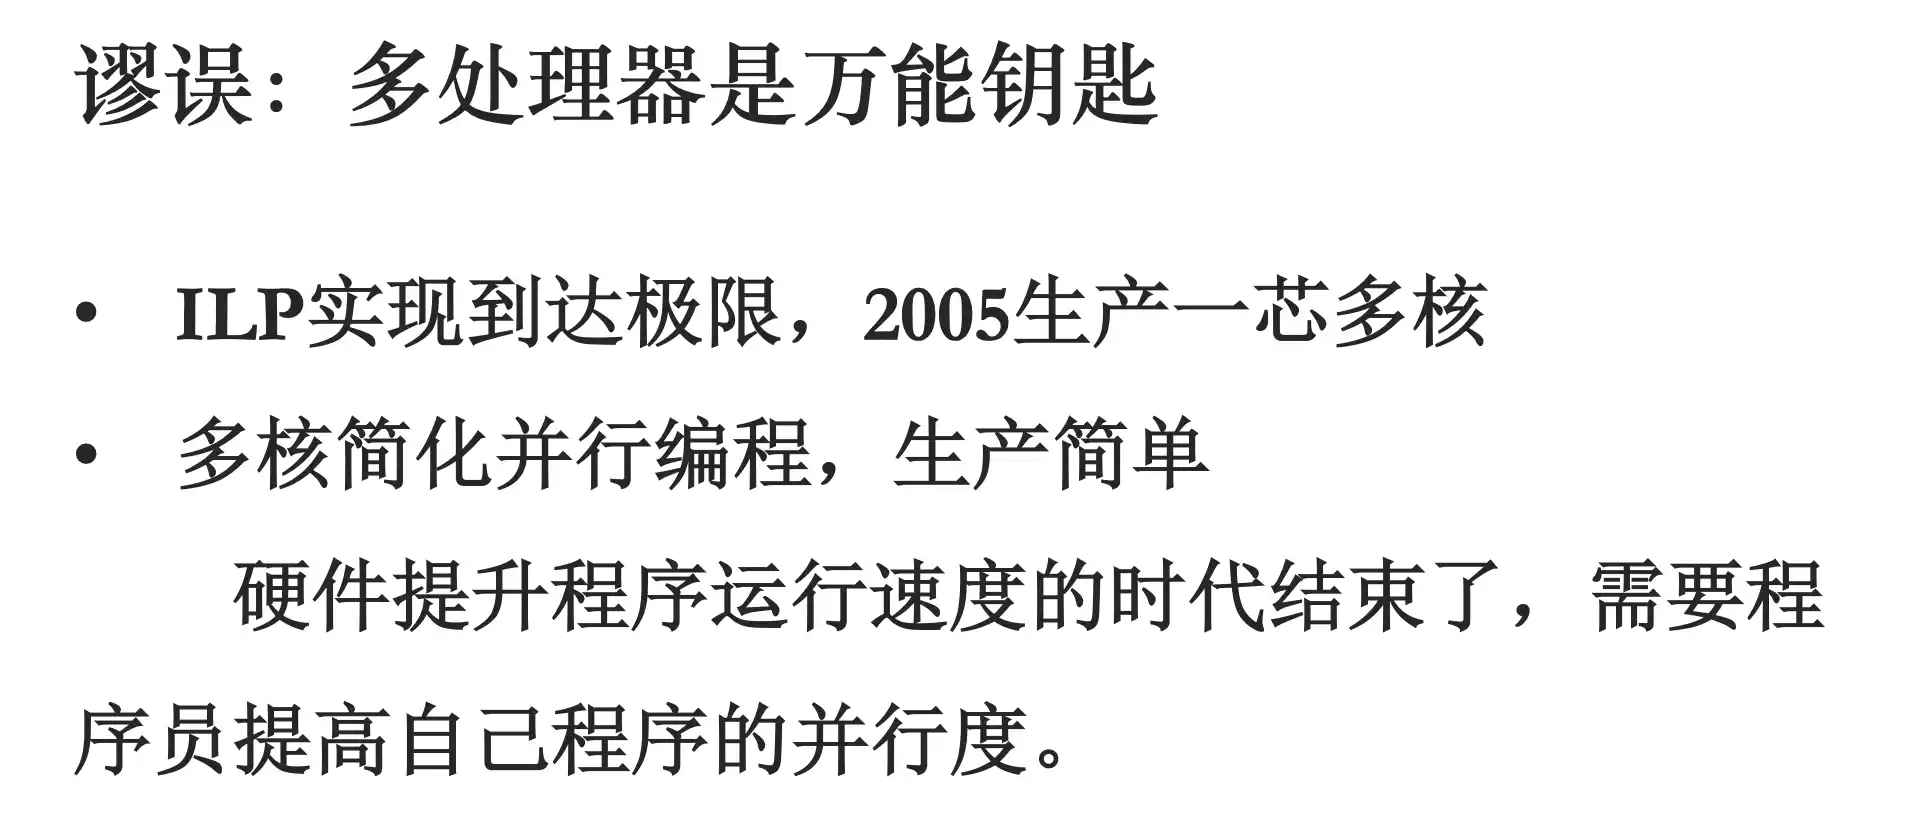 谬误：多处理器是万能钥匙
• ILP实现到达极限，2005生产一芯多核
• 多核简化并行编程，生产简单
硬件提升程序运行速度的时代结束了，需要程
序员提高自己程序的并行度。